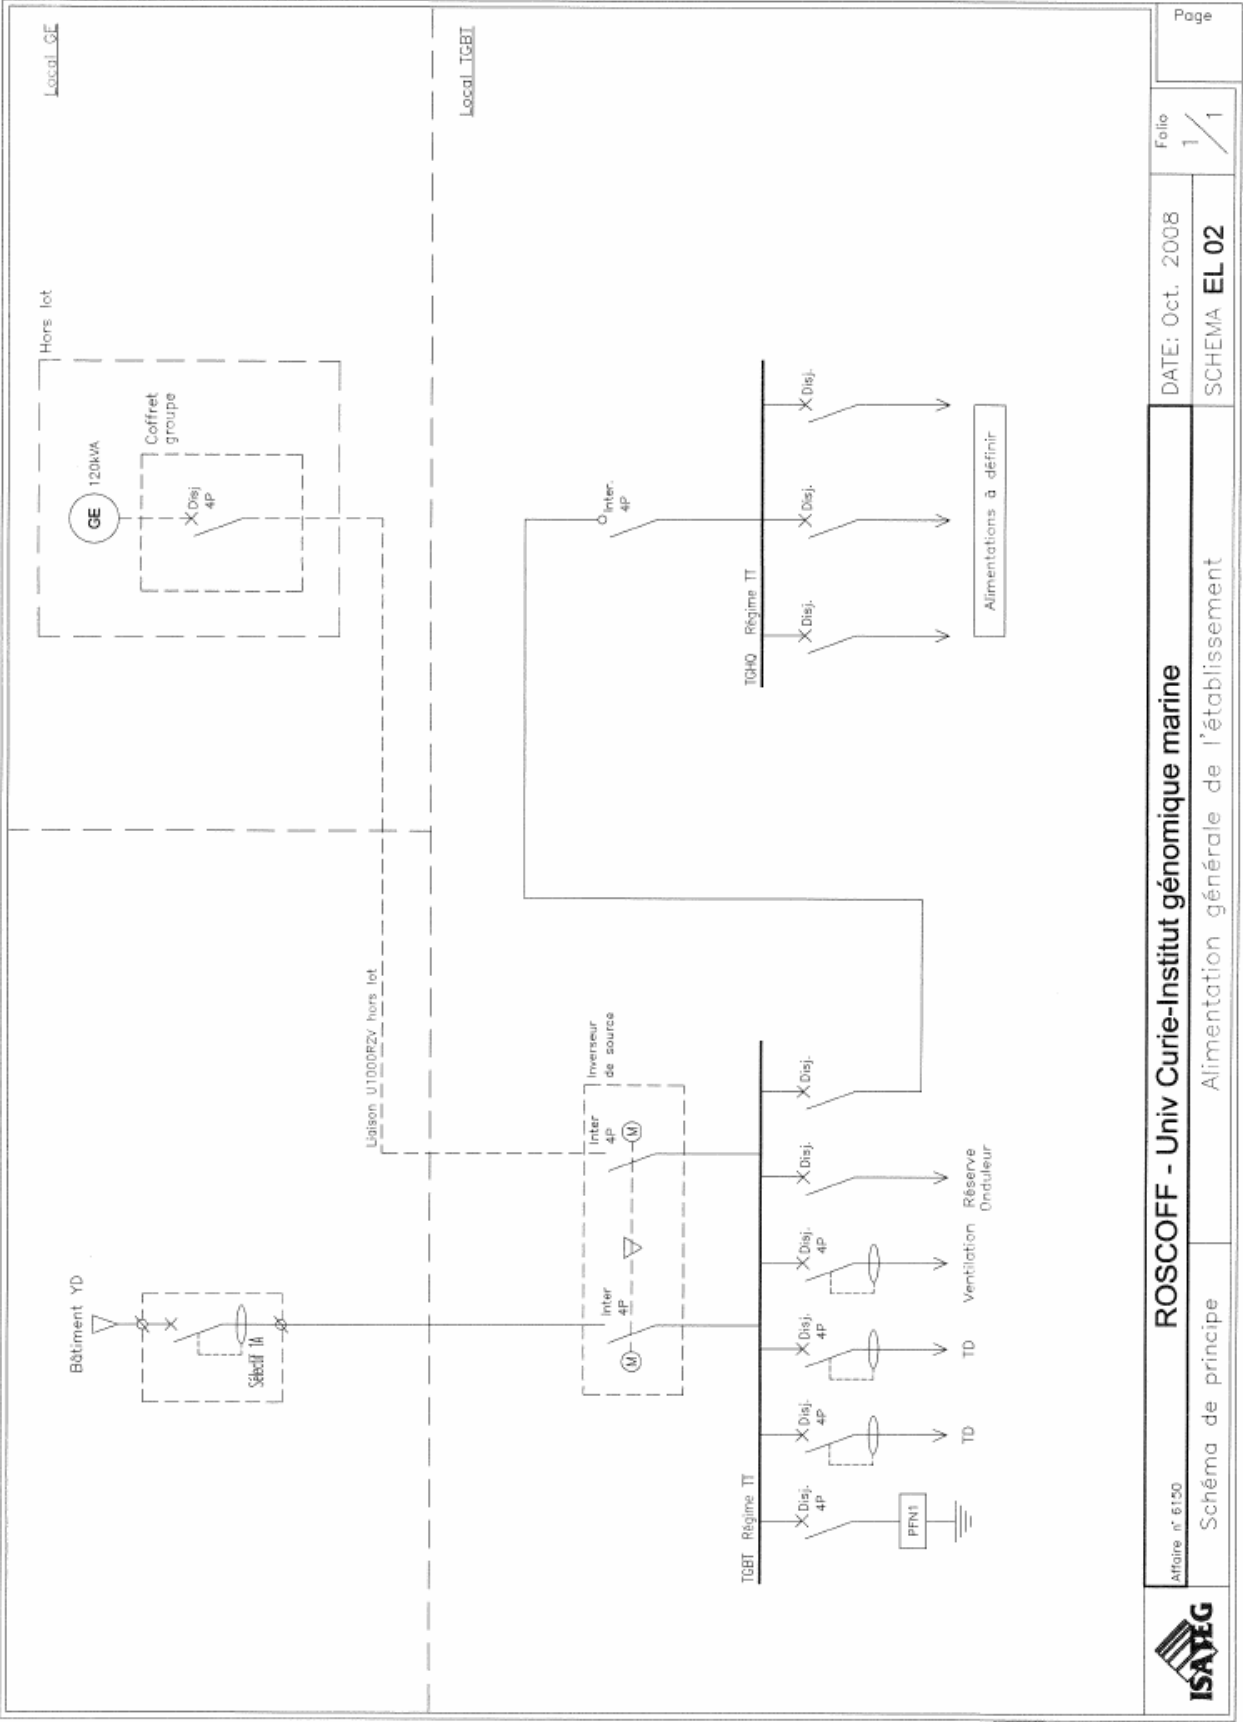 Local GE
Hors lot
GE
120kVA
Coffret
groupe
Disj
4P
Local TGBT
Bâtiment YD
Sélectif 1A
Liaison U1000R2V hors lot
Inverseur
de source
Inter
4P
M
Inter
4P
M
Inter.
4P
TGBT Régime TT
Disj.
4P
Disj.
4P
Disj.
4P
Disj.
4P
Disj.
Disj.
PFN1
TD
TD
Ventilation
Réserve
Onduleur
TGHQ Régime TT
Disj.
Disj.
Disj.
Alimentations à définir
ISATEG
Affaire n° 6150
ROSCOFF - Univ Curie-Institut génomique marine
Schéma de principe
Alimentation générale de l'établissement
DATE: Oct. 2008
SCHEMA EL 02
Folio
1/1
Page